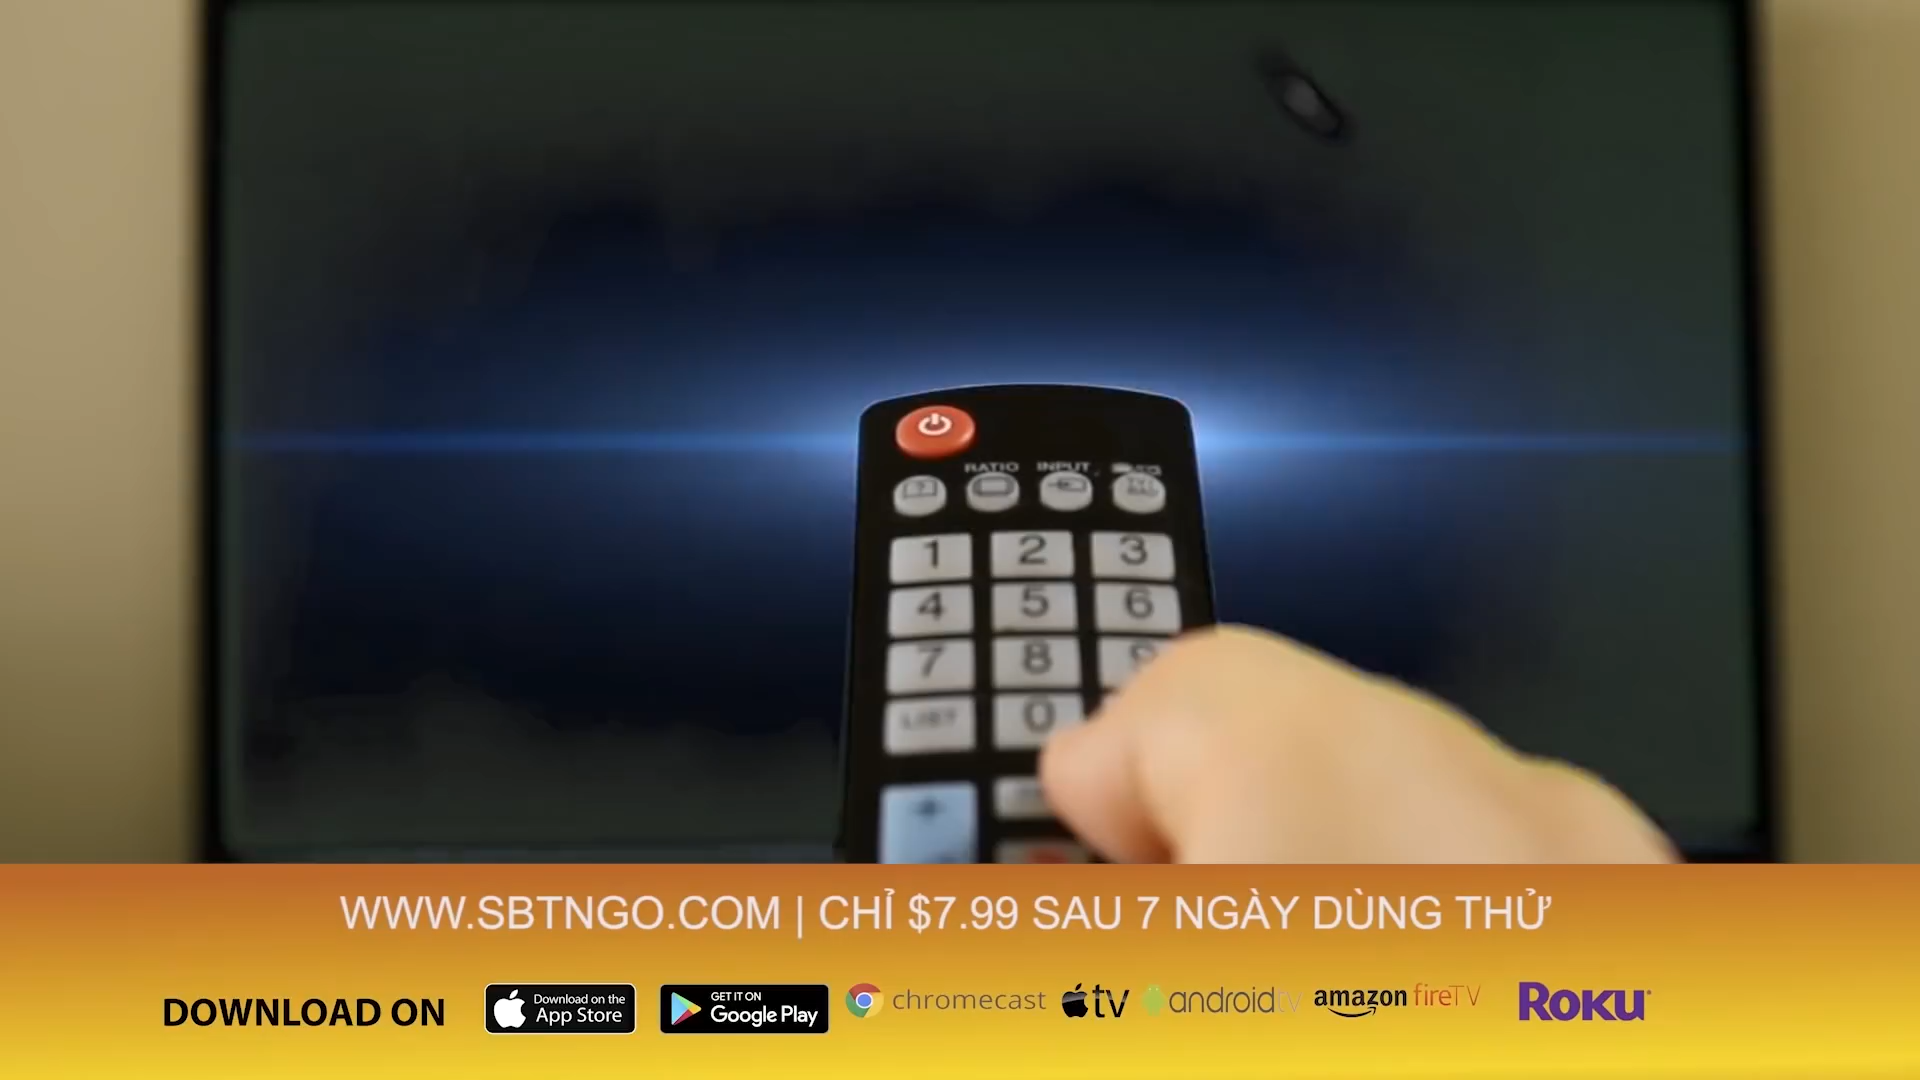 RATIO INPUT
1 2 3
4 5 6
7 8 9
LIST 0
WWW.SBTNGO.COM | CHỈ $7.99 SAU 7 NGÀY DÙNG THỬ
DOWNLOAD ON
Download on the
App Store
GET IT ON
Google Play
chromecast
tv
androidtv
amazon fireTV
ROKU